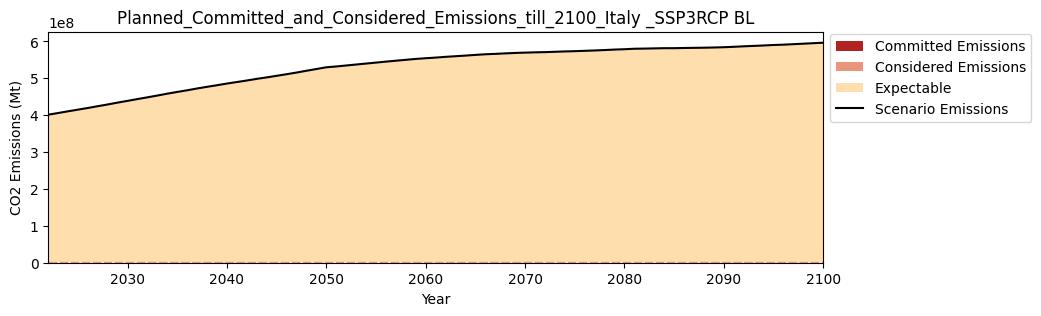 Planned_Committed_and_Considered_Emissions_till_2100_Italy _SSP3RCP BL
1e8
6
5
4
3
2
1
0
CO2 Emissions (Mt)
2030 2040 2050 2060 2070 2080 2090 2100
Year
Committed Emissions
Considered Emissions
Expectable
Scenario Emissions